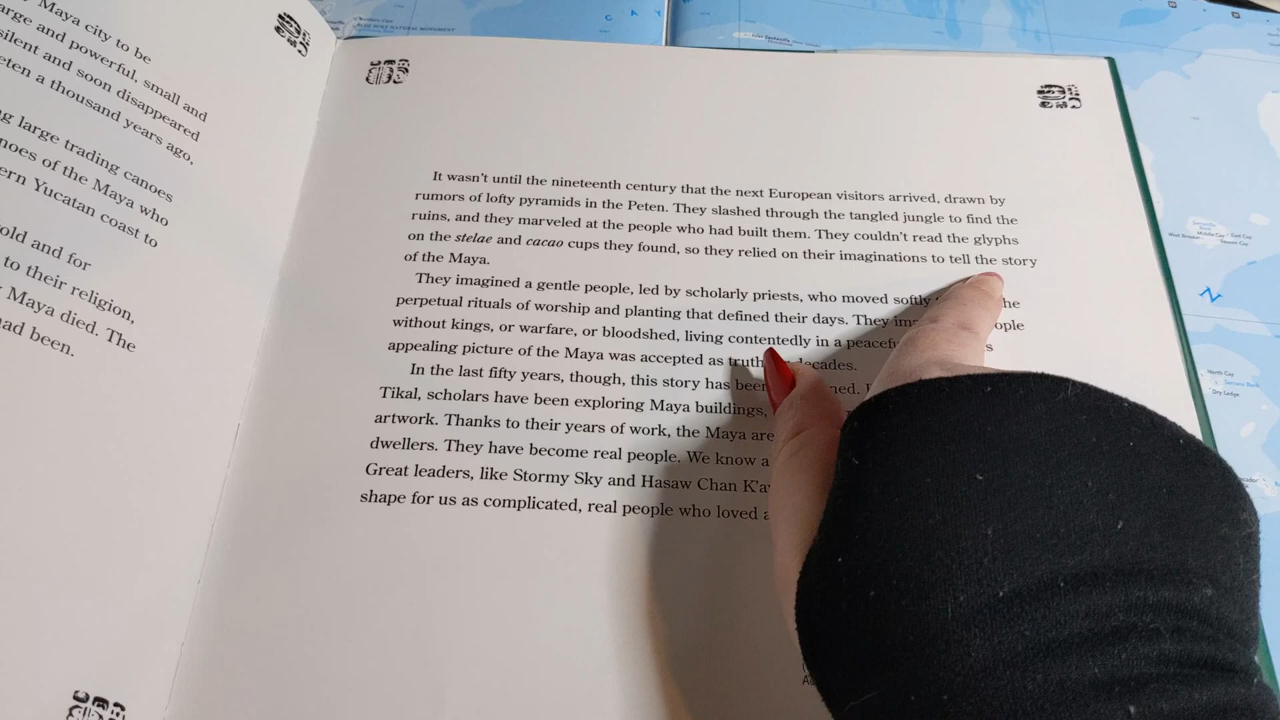 Maya city to be
large and powerful, small and
silent and soon disappeared
a thousand years ago,
large trading canoes
of the Maya who
Yucatan coast to
and for
to their religion,
Maya died. The
had been.
It wasn't until the nineteenth century that the next European visitors arrived, drawn by
rumors of lofty pyramids in the Peten. They slashed through the tangled jungle to find the
ruins, and they marveled at the people who had built them. They couldn't read the glyphs
on the stelae and cacao cups they found, so they relied on their imaginations to tell the story
of the Maya.
They imagined a gentle people, led by scholarly priests, who moved softly
perpetual rituals of worship and planting that defined their days. They
without kings, or warfare, or bloodshed, living contentedly in a
appealing picture of the Maya was accepted as truth decades.
In the last fifty years, though, this story has been
Tikal, scholars have been exploring Maya buildings,
artwork. Thanks to their years of work, the Maya are
dwellers. They have become real people. We know a
Great leaders, like Stormy Sky and Hasaw Chan
shape for us as complicated, real people who loved
North Cay
Dry Ledge
N